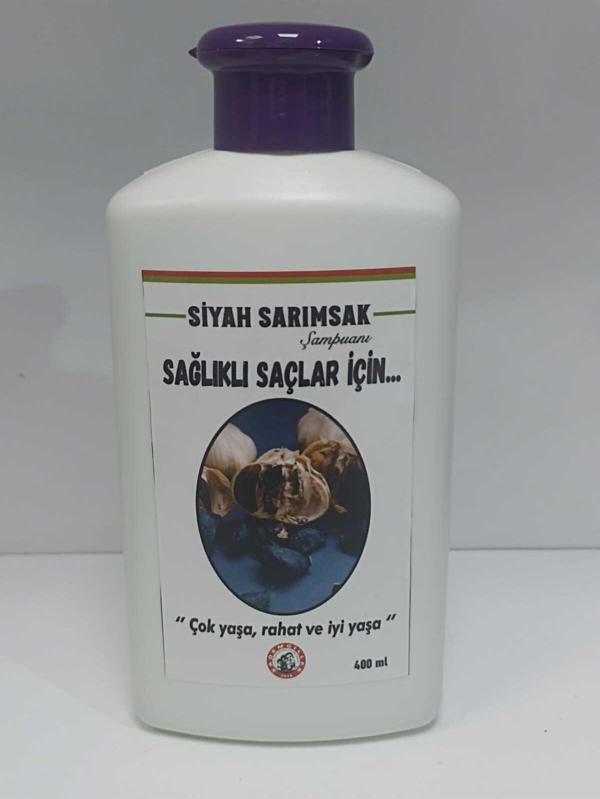 SİYAH SARIMSAK
Şampuanı
SAĞLIKLI SAÇLAR İÇİN...
" Çok yaşa, rahat ve iyi yaşa "
400 ml